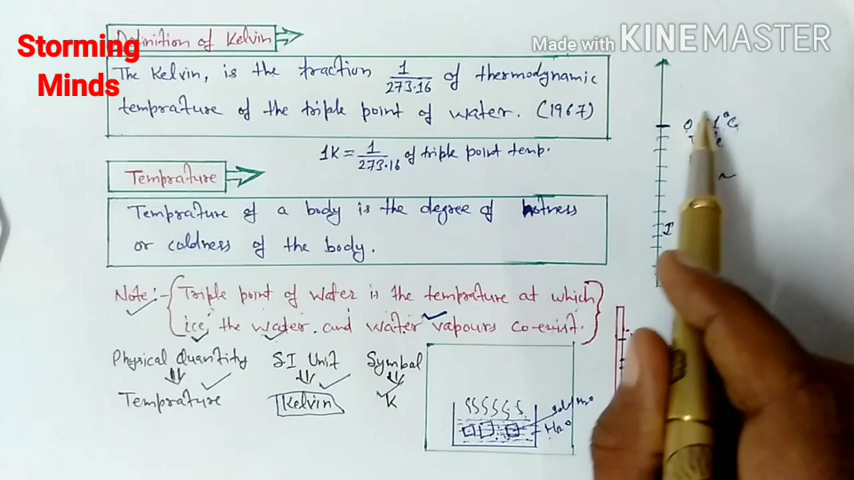 Storming
Minds
Made with KINEMASTER
Definition of Kelvin
The Kelvin, is the fraction 1/273.16 of thermodynamic
temprature of the triple point of water. (1967)
1K = 1/273.16 of triple point temp.
Temprature
Temprature of a body is the degree of hotness
or coldness of the body.
Note:- Triple point of water is the temprature at which
ice, the water and water vapours co-exist.
Physical Quantity SI Unit Symbol
Temprature Kelvin K
H2O